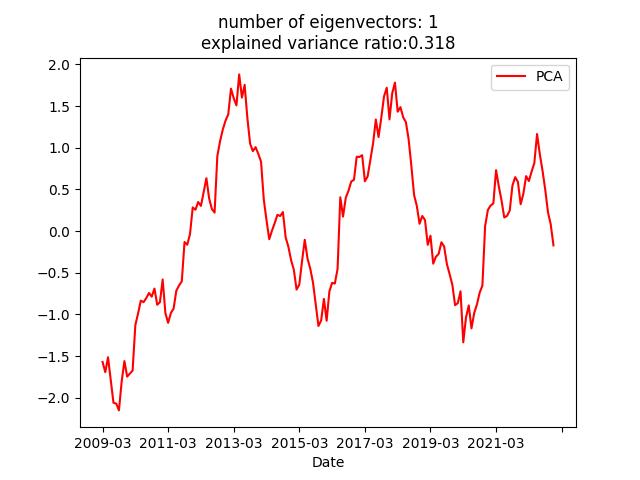 number of eigenvectors: 1
explained variance ratio:0.318
PCA
2.0
1.5
1.0
0.5
0.0
−0.5
−1.0
−1.5
−2.0
2009-03 2011-03 2013-03 2015-03 2017-03 2019-03 2021-03
Date